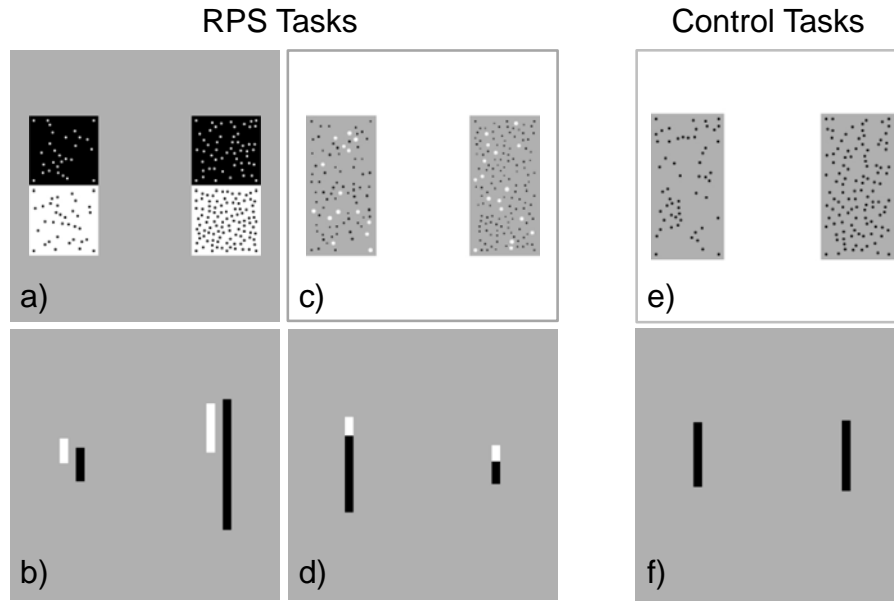 RPS Tasks
Control Tasks
a)
c)
e)
b)
d)
f)